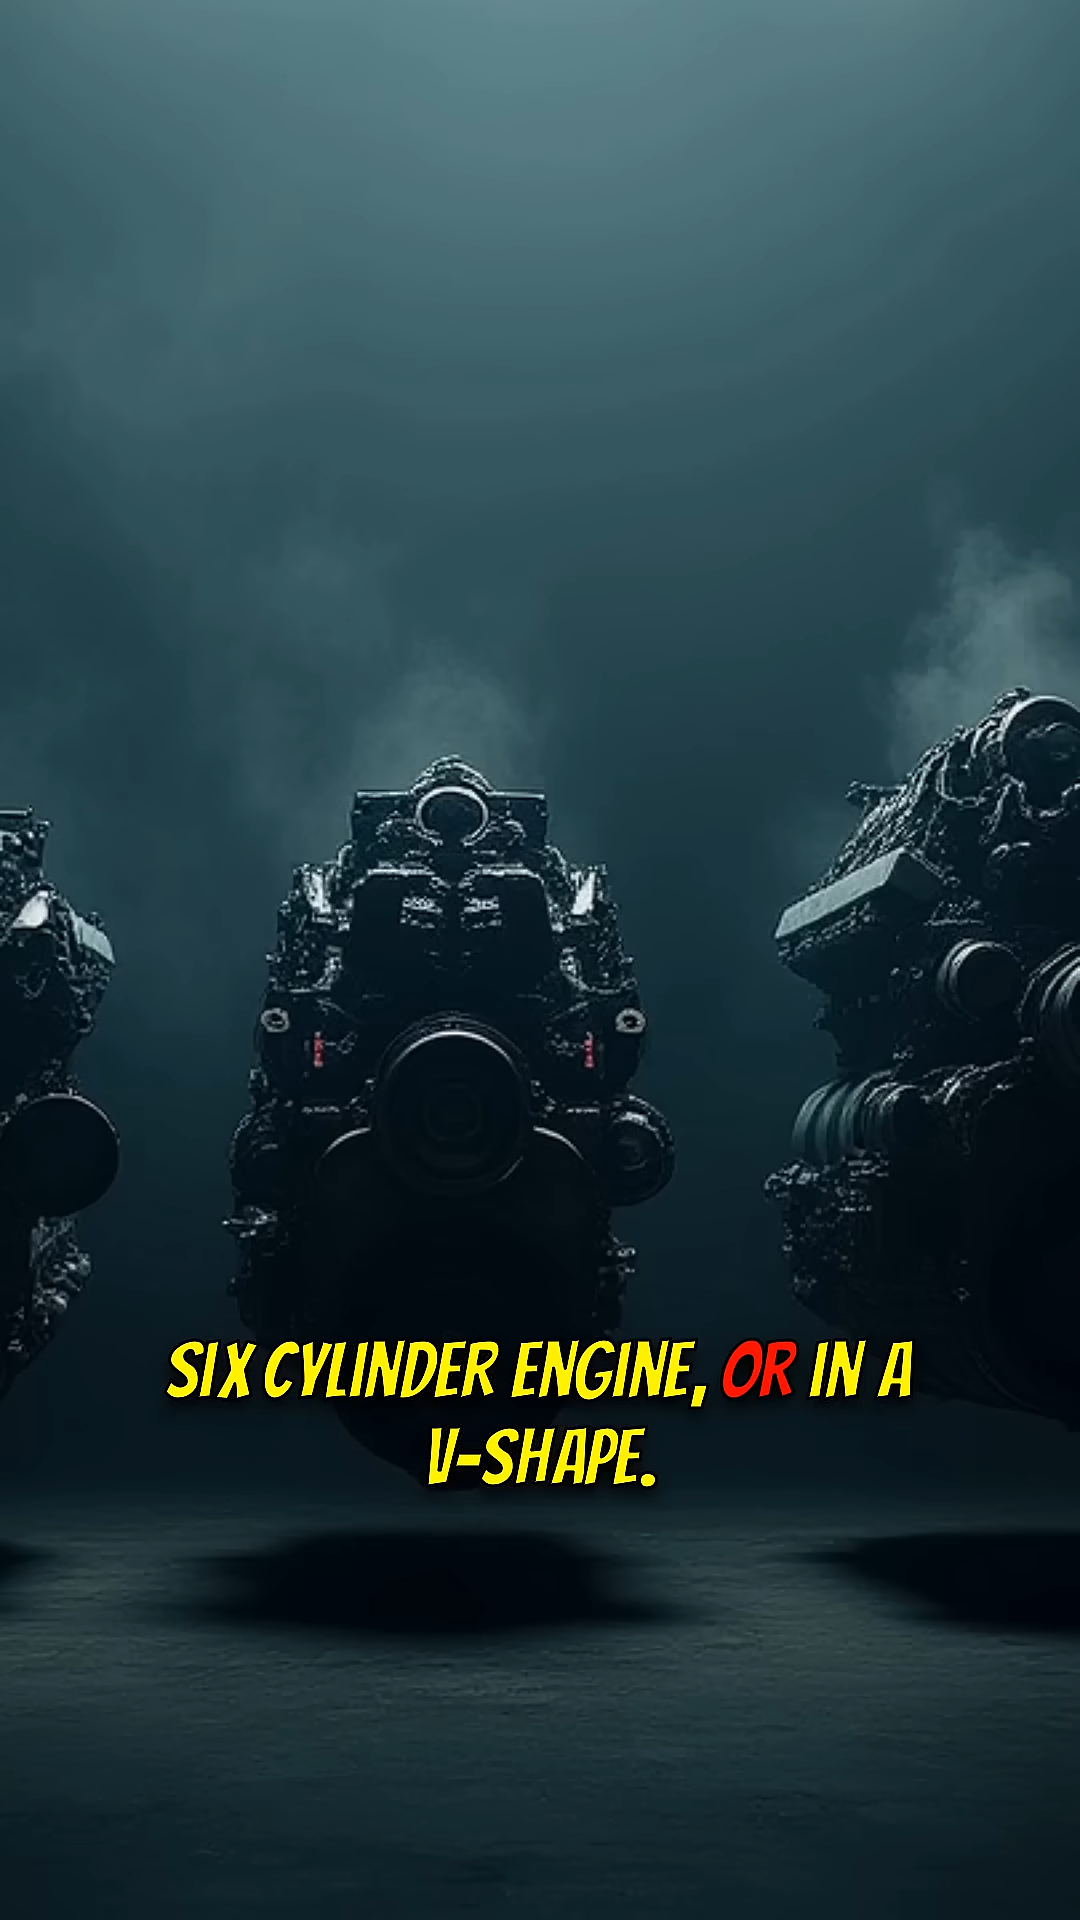 SIX CYLINDER ENGINE, OR IN A
V-SHAPE.